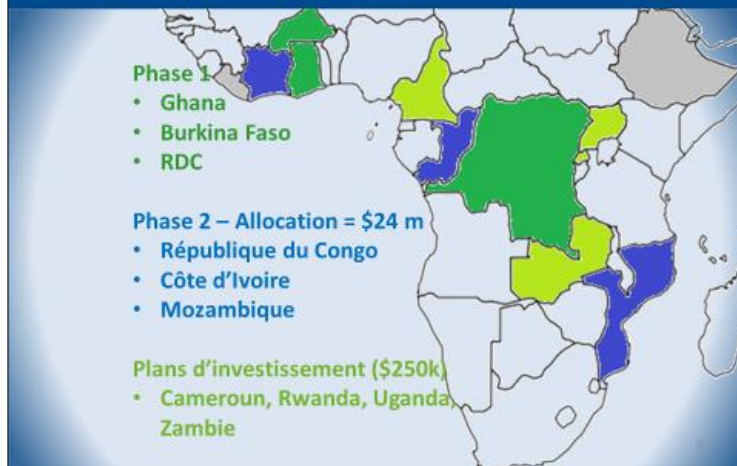 Phase 1
• Ghana
• Burkina Faso
• RDC
Phase 2 – Allocation = $24 m
• République du Congo
• Côte d’Ivoire
• Mozambique
Plans d’investissement ($250k)
• Cameroun, Rwanda, Uganda,
Zambie